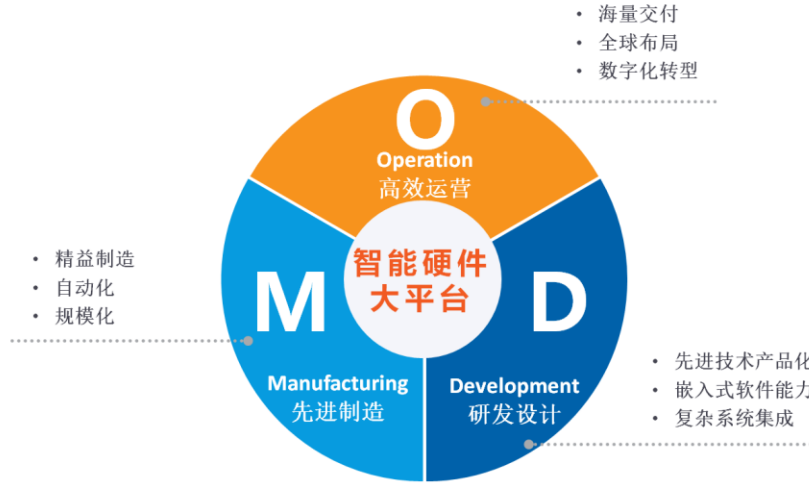 • 海量交付
• 全球布局
• 数字化转型
O
Operation
高效运营
智能硬件
大平台
• 精益制造
• 自动化
• 规模化
M
Manufacturing
先进制造
D
Development
研发设计
• 先进技术产品化
• 嵌入式软件能力
• 复杂系统集成